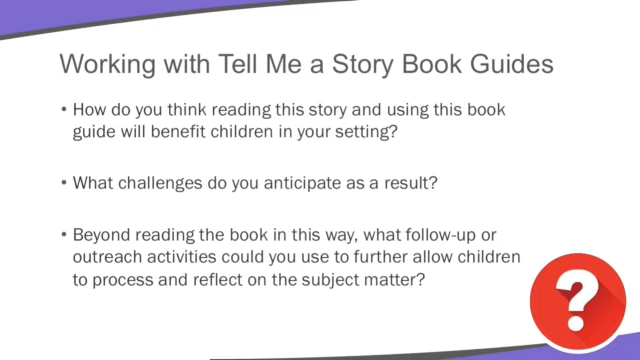 Working with Tell Me a Story Book Guides
• How do you think reading this story and using this book
guide will benefit children in your setting?
• What challenges do you anticipate as a result?
• Beyond reading the book in this way, what follow-up or
outreach activities could you use to further allow children
to process and reflect on the subject matter?
?